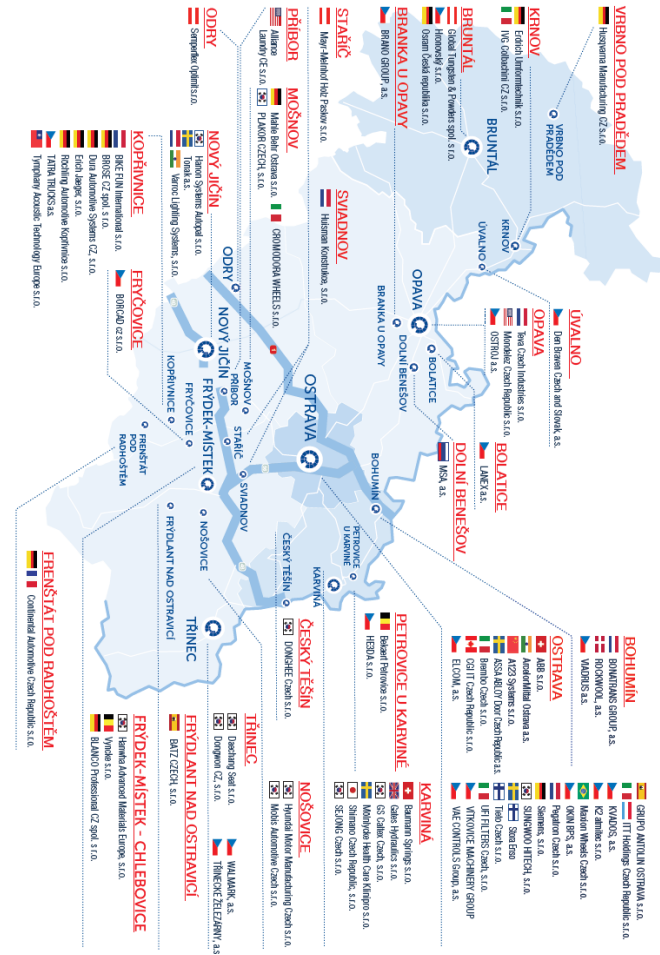 VRBNO POD PRADĚDEM
Husqvarna Manufacturing CZ s.r.o.
KRNOV
Erdrich Umformtechnik s.r.o.
IVG Colbachini CZ s.r.o.
BRUNTÁL
Global Tungsten & Powders spol. s r.o.
Hronovský s.r.o.
Osram Česká republika s.r.o.
BRANKA U OPAVY
BRANO GROUP, a.s.
STAŘÍČ
Mayr-Melnhof Holz Paskov s.r.o.
SVIADNOV
Huisman Konstrukce, s.r.o.
PŘÍBOR
Alliance
Laundry CE s.r.o.
MOŠNOV
Mahle Behr Ostrava s.r.o.
PLAKOR CZECH, s.r.o.
CROMODORA WHEELS s.r.o.
ODRY
Semperflex Optimit s.r.o.
NOVÝ JIČÍN
Hanon Systems Autopal s.r.o.
Tonak a.s.
Varroc Lighting Systems, s.r.o.
KOPŘIVNICE
BIKE FUN International s.r.o.
BROSE CZ spol. s r.o.
Dura Automotive Systems CZ, s.r.o.
Erich Jaeger, s.r.o.
Röchling Automotive Kopřivnice s.r.o.
TATRA TRUCKS a.s.
Tymphany Acoustic Technology Europe s.r.o.
FRYČOVICE
BORCAD cz s.r.o.
ÚVALNO
Den Braven Czech and Slovak, a.s.
OPAVA
Teva Czech Industries s.r.o.
Mondelez Czech Republic s.r.o.
OSTROJ a.s.
BOLATICE
LANEX a.s.
DOLNÍ BENEŠOV
MSA, a.s.
VRBNO POD
PRADĚDEM
BRUNTÁL
KRNOV
ÚVALNO
OPAVA
BRANKA U OPAVY
BOLATICE
DOLNÍ BENEŠOV
ODRY
NOVÝ JIČÍN
PŘÍBOR
MOŠNOV
KOPŘIVNICE
FRYČOVICE
STAŘÍČ
OSTRAVA
BOHUMÍN
FRÝDEK-MÍSTEK
SVIADNOV
FRENŠTÁT
POD
RADHOŠTĚM
NOŠOVICE
FRÝDLANT NAD OSTRAVICÍ
ČESKÝ TĚŠÍN
PETROVICE
U KARVINÉ
KARVINÁ
TŘINEC
BOHUMÍN
BONATRANS GROUP, a.s.
ROCKWOOL, a.s.
VIADRUS a.s.
OSTRAVA
ABB s.r.o.
ArcelorMittal Ostrava a.s.
A123 Systems s.r.o.
ASSA ABLOY Door Czech Republic a.s.
Brembo Czech s.r.o.
CGI IT Czech Republic s.r.o.
ELCOM, a.s.
GRUPO ANTOLIN OSTRAVA s.r.o.
ITT Holdings Czech Republic s.r.o.
KVADOS, a.s.
K2 atmitec s.r.o.
Maxion Wheels Czech s.r.o.
OKIN BPS, a.s.
Pegatron Czech s.r.o.
Siemens, s.r.o.
SUNGWOO HITECH, s.r.o.
Stora Enso
Tieto Czech s.r.o.
UFI FILTERS Czech, s.r.o.
VÍTKOVICE MACHINERY GROUP
VAE CONTROLS Group, a.s.
PETROVICE U KARVINÉ
Bekaert Petrovice s.r.o.
HESIDA s.r.o.
KARVINÁ
Baumann Springs s.r.o.
Gates Hydraulics s.r.o.
GS Caltex Czech, s.r.o.
Mölnlycke Health Care Klinipro s.r.o.
Shimano Czech Republic, s.r.o.
SEJONG Czech s.r.o.
ČESKÝ TĚŠÍN
DONGHEE Czech s.r.o.
NOŠOVICE
Hyundai Motor Manufacturing Czech s.r.o.
Mobis Automotive Czech s.r.o.
TŘINEC
Daechang Seat s.r.o.
Dongwon CZ, s.r.o.
WALMARK, a.s.
TŘINECKÉ ŽELEZÁRNY, a.s.
FRÝDLANT NAD OSTRAVICÍ
BATZ CZECH, s.r.o.
FRÝDEK-MÍSTEK - CHLEBOVICE
Hanwha Advanced Materials Europe, s.r.o.
Vyncke s.r.o.
BLANCO Professional CZ spol. s r.o.
FRENŠTÁT POD RADHOŠTĚM
Continental Automotive Czech Republic s.r.o.